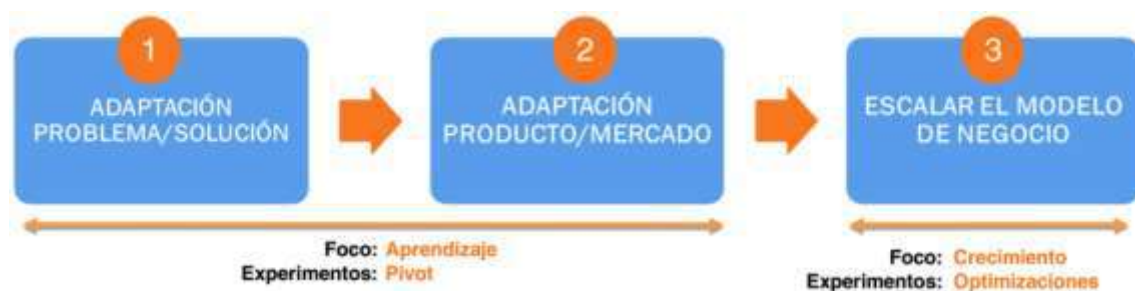 1
ADAPTACIÓN
PROBLEMA/SOLUCIÓN
2
ADAPTACIÓN
PRODUCTO/MERCADO
3
ESCALAR EL MODELO
DE NEGOCIO
Foco: Aprendizaje
Experimentos: Pivot
Foco: Crecimiento
Experimentos: Optimizaciones